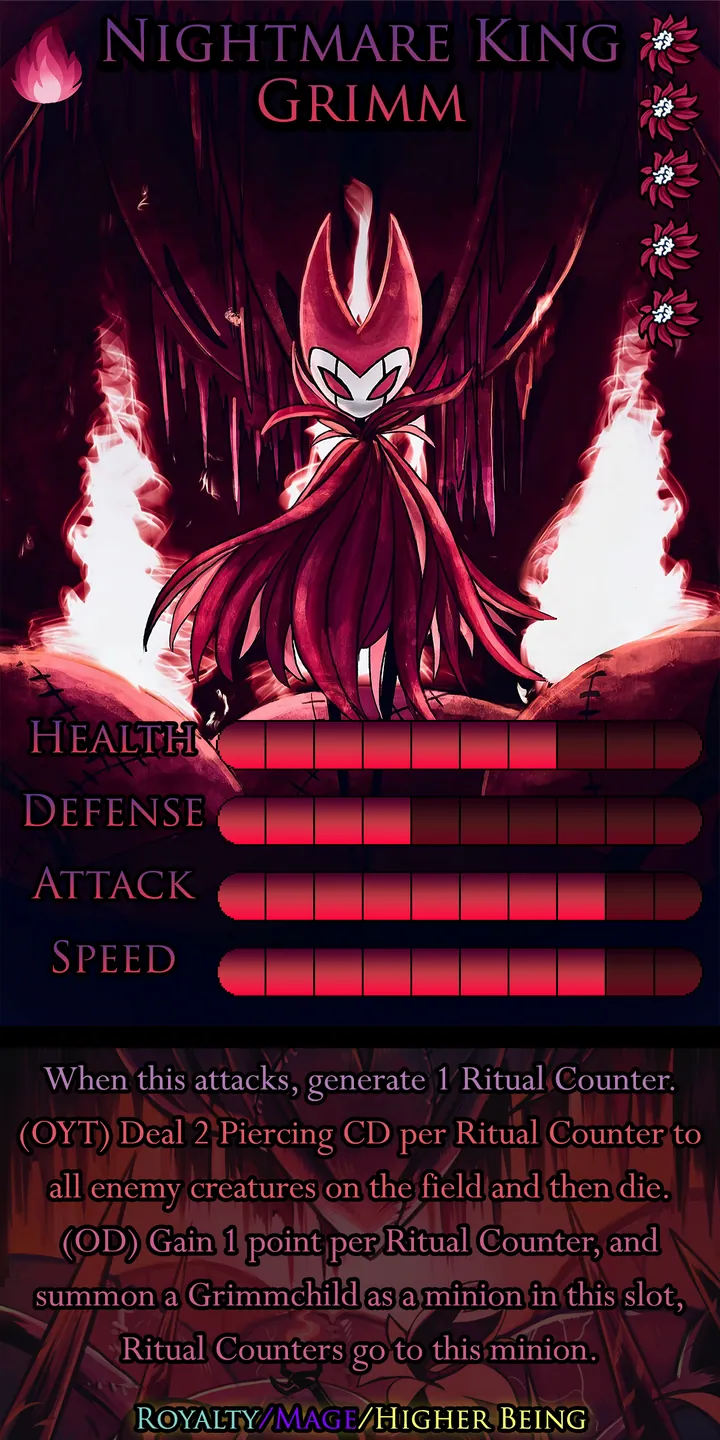 Nightmare King
Grimm
Health
Defense
Attack
Speed
When this attacks, generate 1 Ritual Counter.
(OYT) Deal 2 Piercing CD per Ritual Counter to
all enemy creatures on the field and then die.
(OD) Gain 1 point per Ritual Counter, and
summon a Grimmchild as a minion in this slot,
Ritual Counters go to this minion.
Royalty/Mage/Higher Being